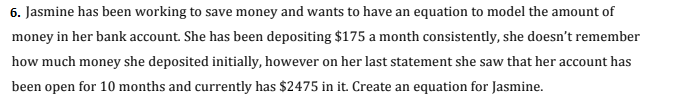 6. Jasmine has been working to save money and wants to have an equation to model the amount of
money in her bank account. She has been depositing $175 a month consistently, she doesn't remember
how much money she deposited initially, however on her last statement she saw that her account has
been open for 10 months and currently has $2475 in it. Create an equation for Jasmine.